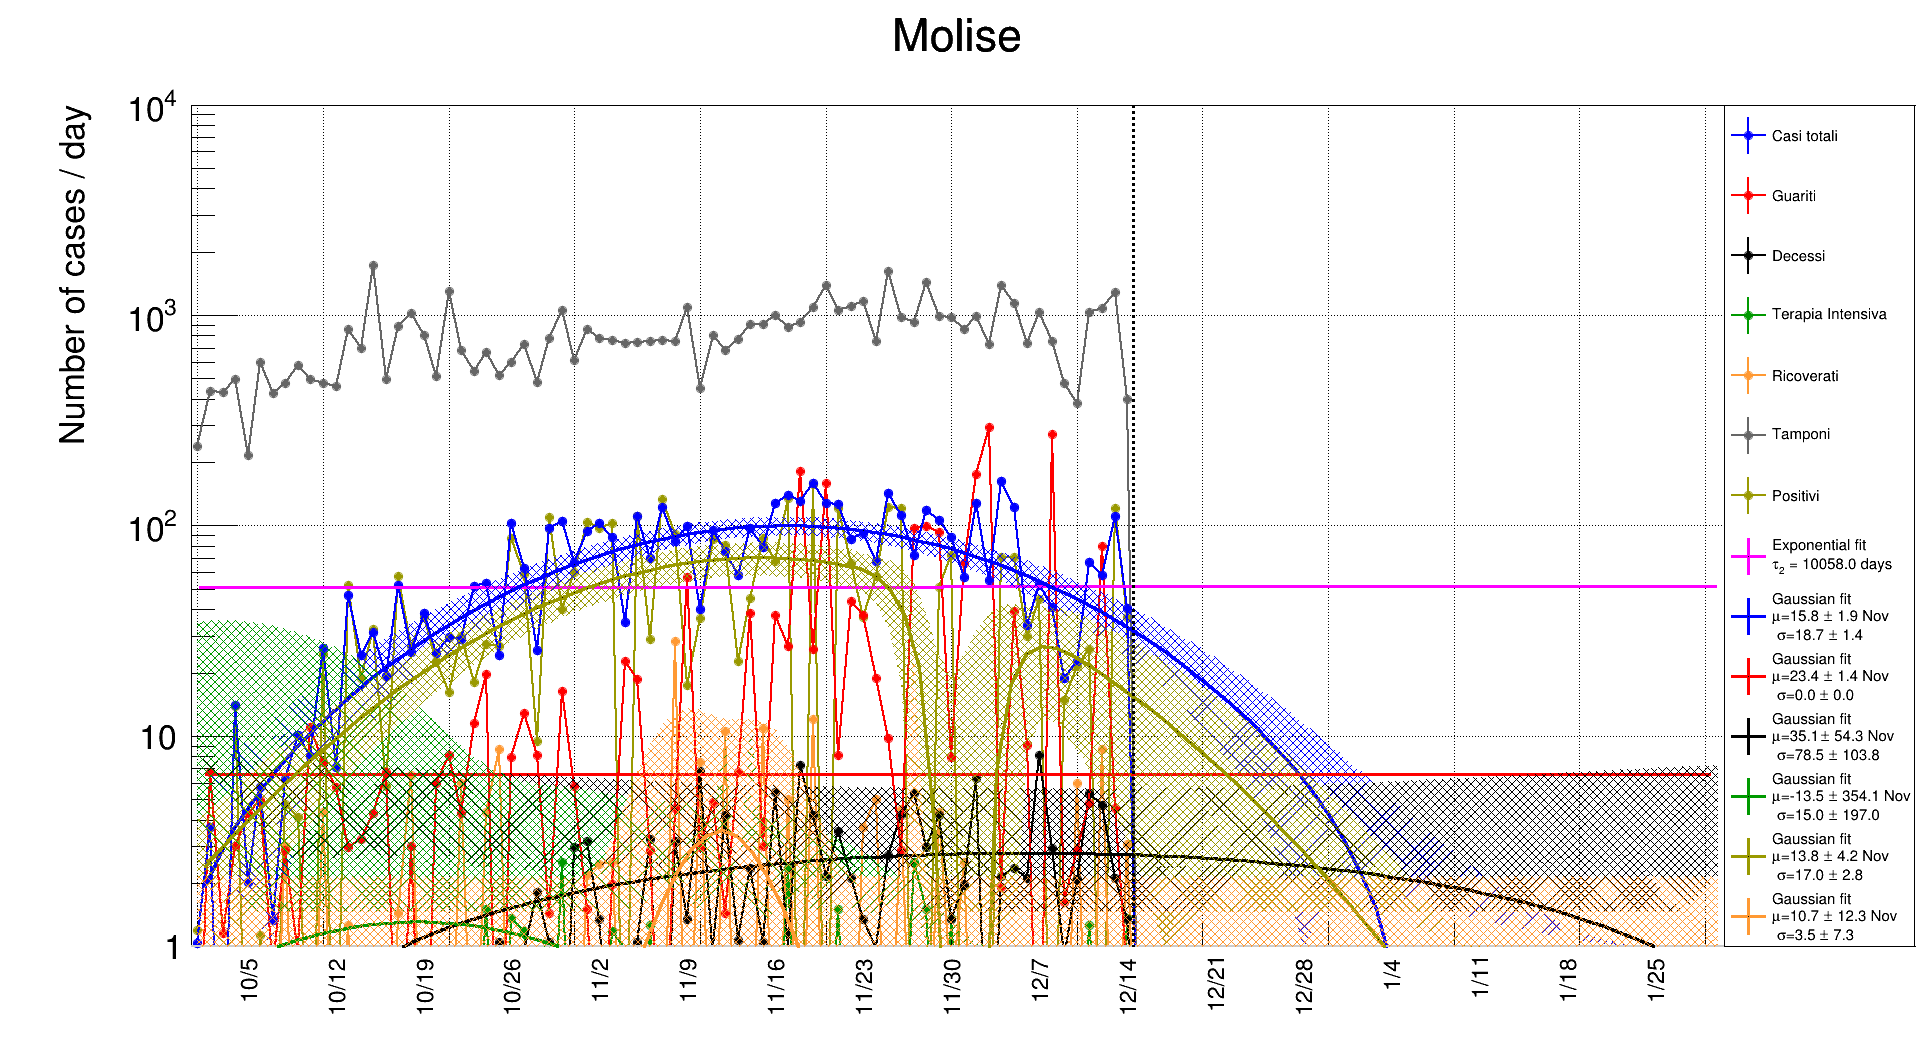 Molise
Number of cases / day
10⁴
10³
10²
10
1
10/5
10/12
10/19
10/26
11/2
11/9
11/16
11/23
11/30
12/7
12/14
12/21
12/28
1/4
1/11
1/18
1/25
Casi totali
Guariti
Decessi
Terapia Intensiva
Ricoverati
Tamponi
Positivi
Exponential fit
τ₂ = 10058.0 days
Gaussian fit
μ=15.8 ± 1.9 Nov
σ=18.7 ± 1.4
Gaussian fit
μ=23.4 ± 1.4 Nov
σ=0.0 ± 0.0
Gaussian fit
μ=35.1 ± 54.3 Nov
σ=78.5 ± 103.8
Gaussian fit
μ=-13.5 ± 354.1 Nov
σ=15.0 ± 197.0
Gaussian fit
μ=13.8 ± 4.2 Nov
σ=17.0 ± 2.8
Gaussian fit
μ=10.7 ± 12.3 Nov
σ=3.5 ± 7.3